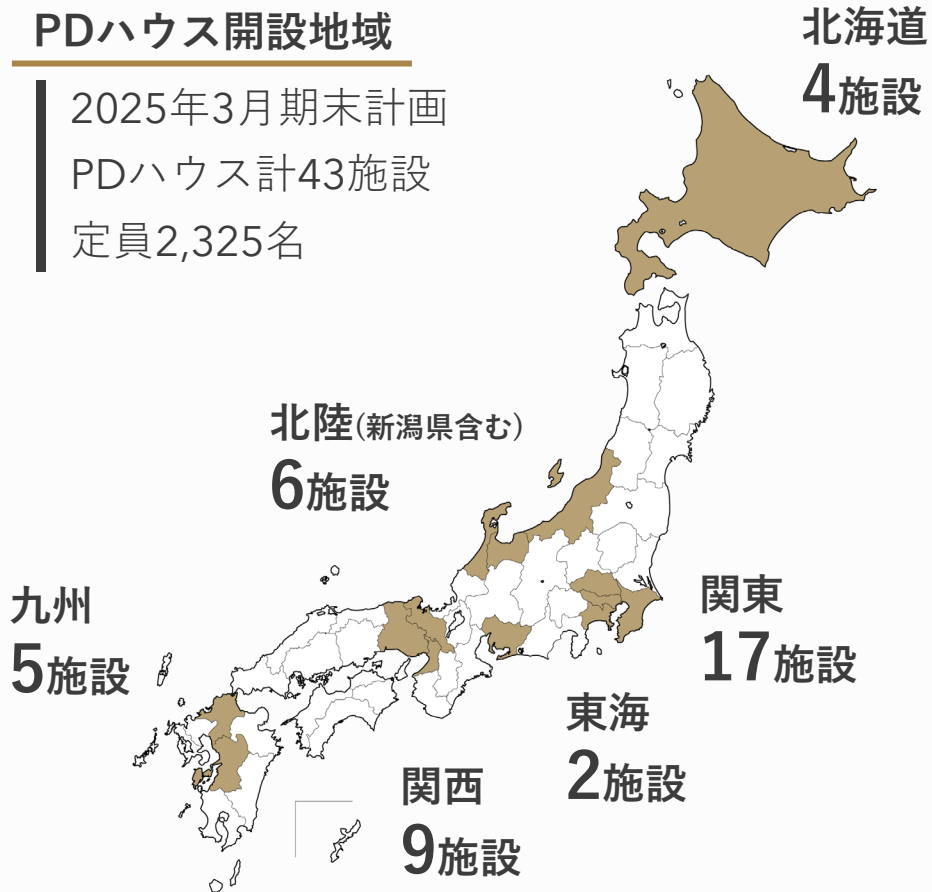 PDハウス開設地域
2025年3月期末計画
PDハウス計43施設
定員2,325名
北海道
4施設
北陸(新潟県含む)
6施設
九州
5施設
関東
17施設
東海
2施設
関西
9施設